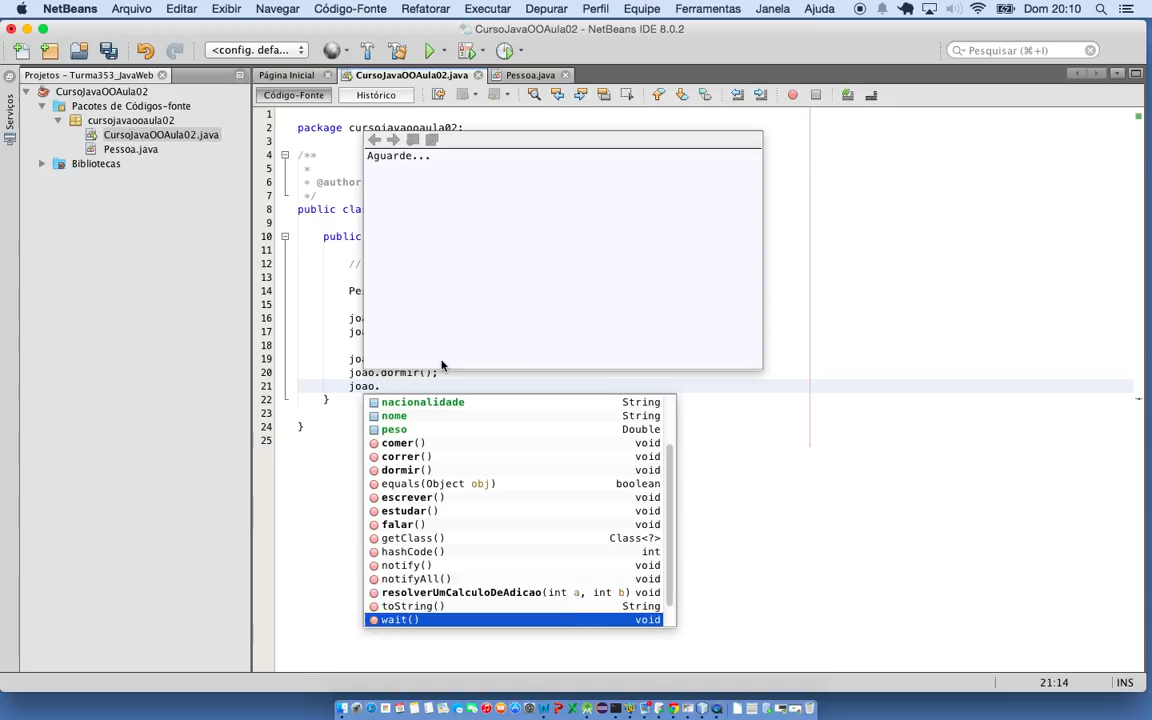 NetBeans Arquivo Editar Exibir Navegar Código-Fonte Refatorar Executar Depurar Perfil Equipe Ferramentas Janela Ajuda Dom 20:10
CursoJavaOOAula02 - NetBeans IDE 8.0.2
<config. defa... Pesquisar (⌘+I)
Projetos - Turma353_JavaWeb Página Inicial CursoJavaOOAula02.java Pessoa.java
Serviços
CursoJavaOOAula02 Código-Fonte Histórico
Pacotes de Códigos-fonte
cursojavaooaula02
CursoJavaOOAula02.java
Pessoa.java
Bibliotecas
1
2 package cursojavaooaula02;
3
4 /**
5 *
6 * @author
7 */
8 public cla
9
10 public
11
12 //
13
14 Pe
15
16 joa
17 joa
18
19 joa
20 joao.dormir();
21 joao.
22 }
23
24 }
25
Aguarde...
nacionalidade String
nome String
peso Double
comer() void
correr() void
dormir() void
equals(Object obj) boolean
escrever() void
estudar() void
falar() void
getClass() Class<?>
hashCode() int
notify() void
notifyAll() void
resolverUmCalculoDeAdicao(int a, int b) void
toString() String
wait() void
21:14 INS